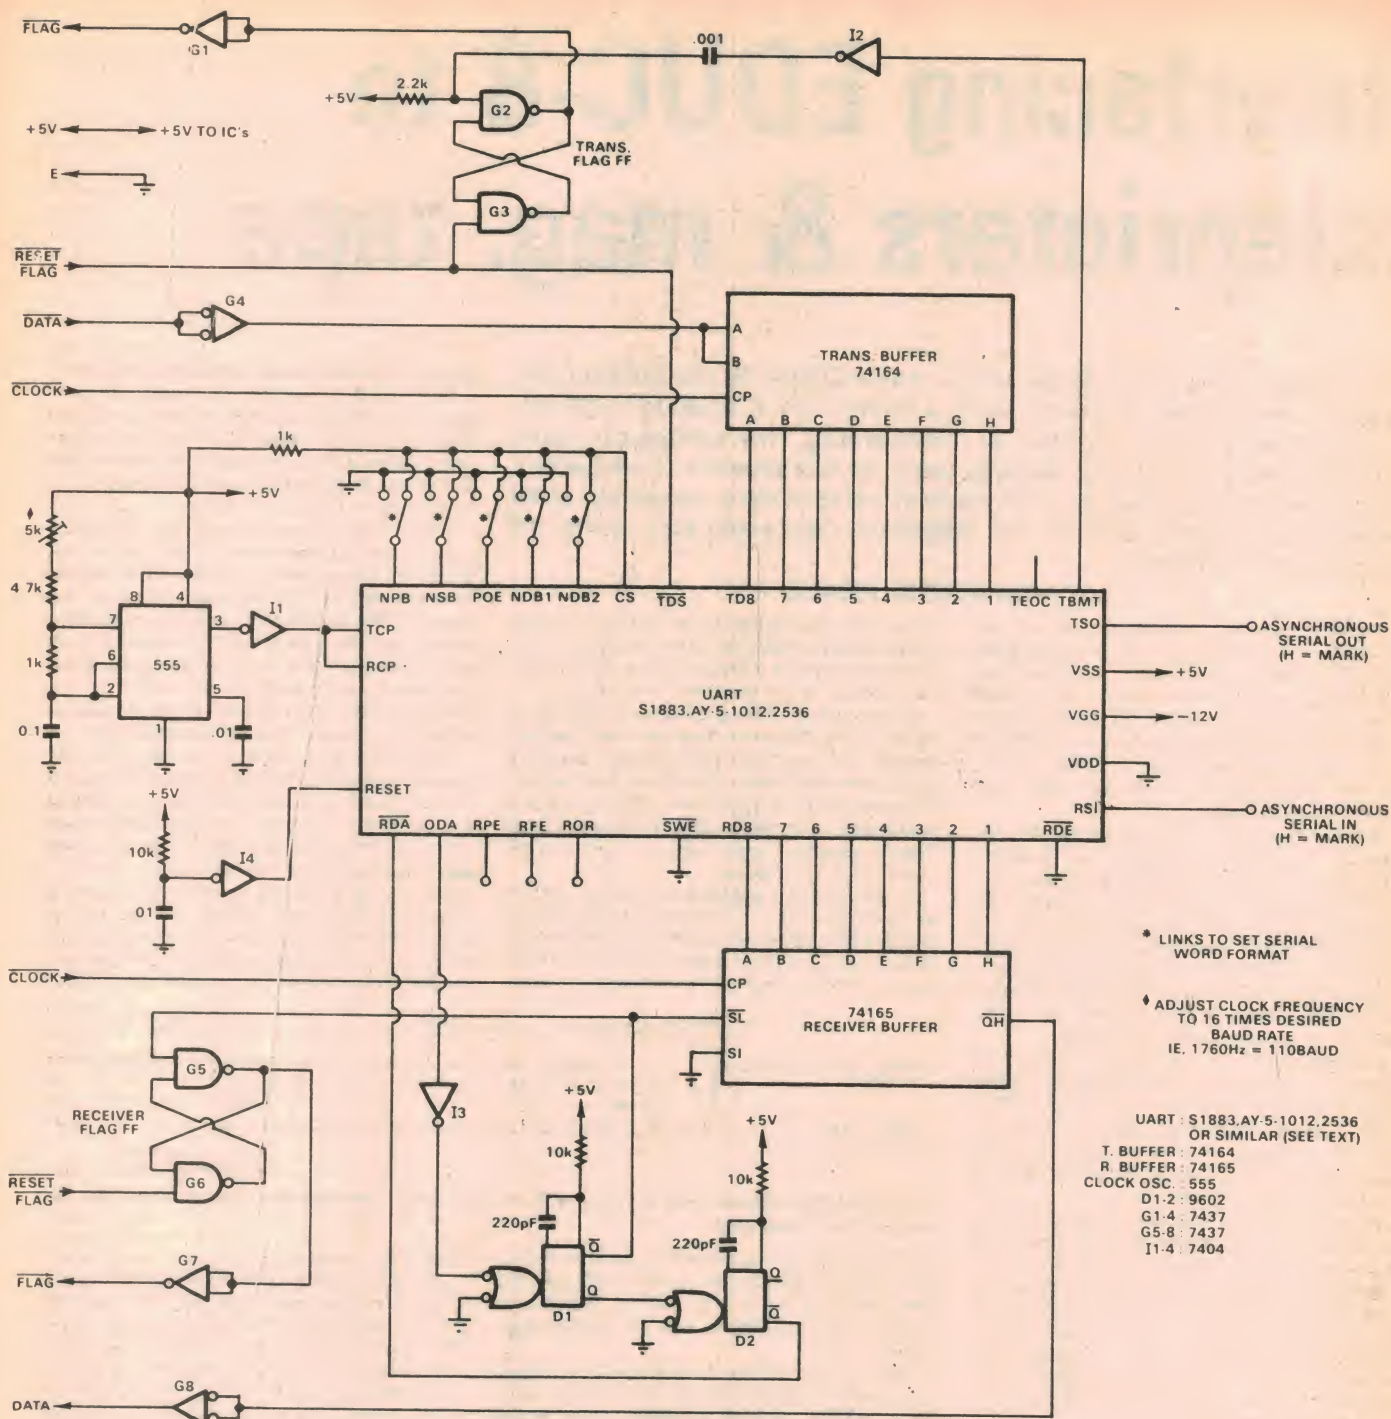 FLAG
G1
.001
I2
2.2k
+5V
G2
+5V
+5V TO IC's
TRANS.
FLAG FF
E
G3
RESET
FLAG
DATA
G4
A
B
TRANS. BUFFER
74164
CLOCK
CP
A B C D E F G H
1k
+5V
5k
* * * * *
4 7k
8 4
NPB NSB POE NDB1 NDB2 CS TDS TD8 7 6 5 4 3 2 1 TEOC TBMT
7
3
I1
TCP
TSO
ASYNCHRONOUS
SERIAL OUT
(H = MARK)
1k
6
555
RCP
2
5
VSS
+5V
UART
S1883,AY-5-1012,2536
VGG
-12V
0.1
1
.01
VDD
+5V
RESET
RSI
ASYNCHRONOUS
SERIAL IN
(H = MARK)
RDA ODA RPE RFE ROR SWE RD8 7 6 5 4 3 2 1 RDE
10k
I4
01
* LINKS TO SET SERIAL
WORD FORMAT
A B C D E F G H
CLOCK
CP
74165
RECEIVER BUFFER
SL
QH
SI
ADJUST CLOCK FREQUENCY
TO 16 TIMES DESIRED
BAUD RATE
IE, 1760Hz = 110BAUD
G5
RECEIVER
FLAG FF
I3
+5V
+5V
G6
RESET
FLAG
10k
10k
UART : S1883,AY-5-1012,2536
OR SIMILAR (SEE TEXT)
T. BUFFER : 74164
R. BUFFER : 74165
CLOCK OSC. : 555
D1-2 : 9602
G1-4 : 7437
G5-8 : 7437
I1-4 : 7404
220pF
220pF
G7
FLAG
Q
Q
D1
Q
Q
D2
G8
DATA